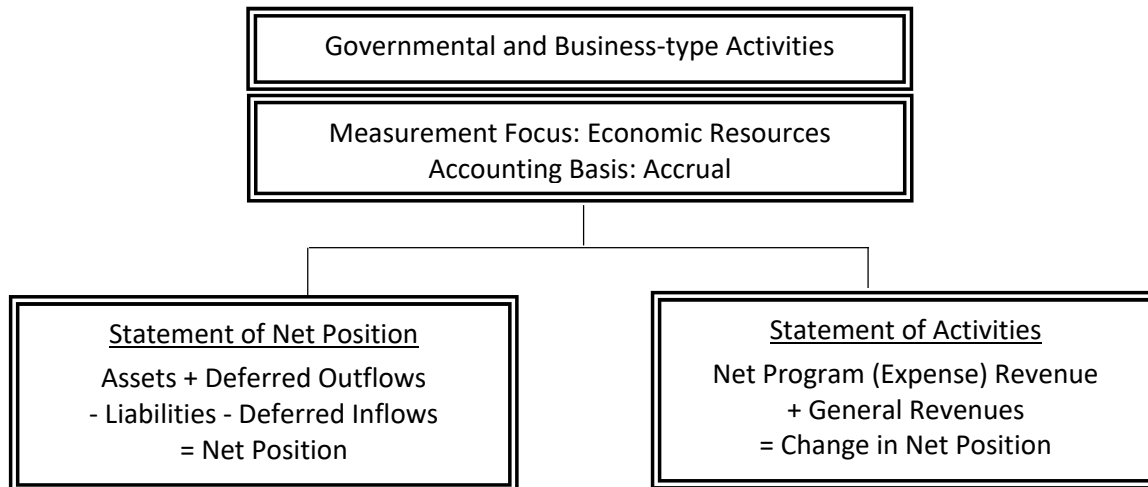 Governmental and Business-type Activities
Measurement Focus: Economic Resources
Accounting Basis: Accrual
Statement of Net Position
Assets + Deferred Outflows
- Liabilities - Deferred Inflows
= Net Position
Statement of Activities
Net Program (Expense) Revenue
+ General Revenues
= Change in Net Position